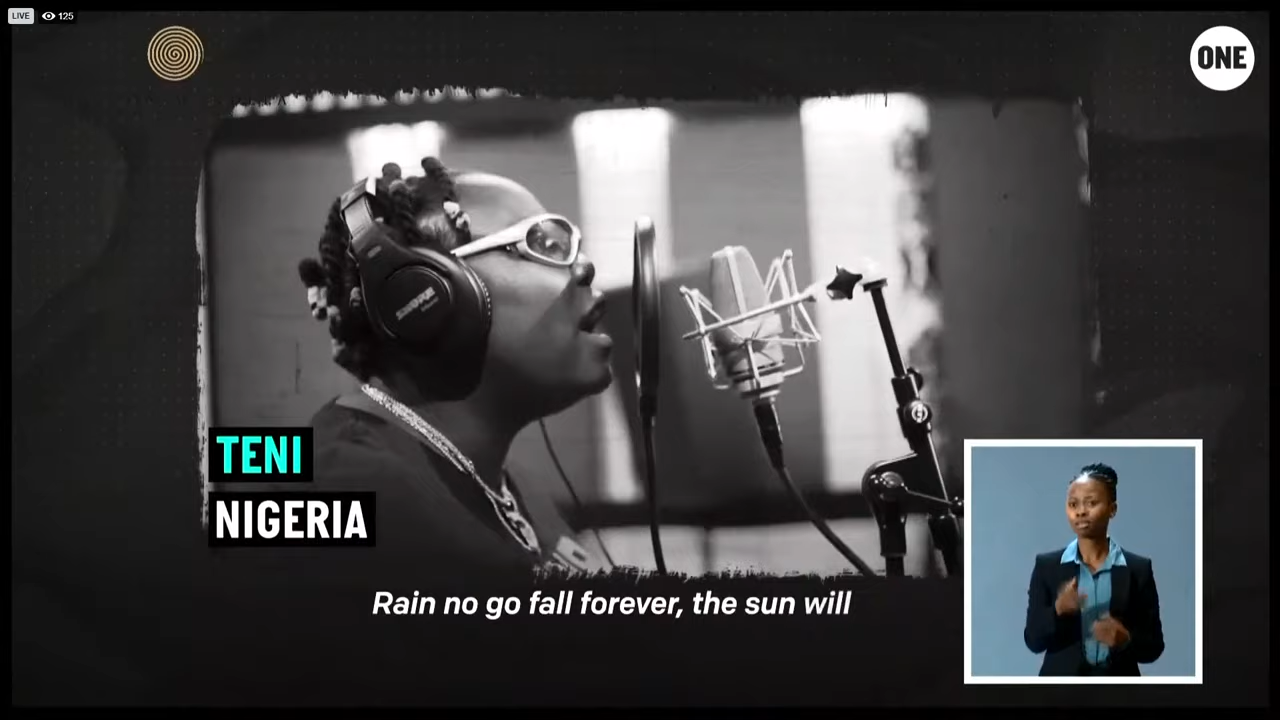 LIVE
125
ONE
SHURE
TENI
NIGERIA
Rain no go fall forever, the sun will